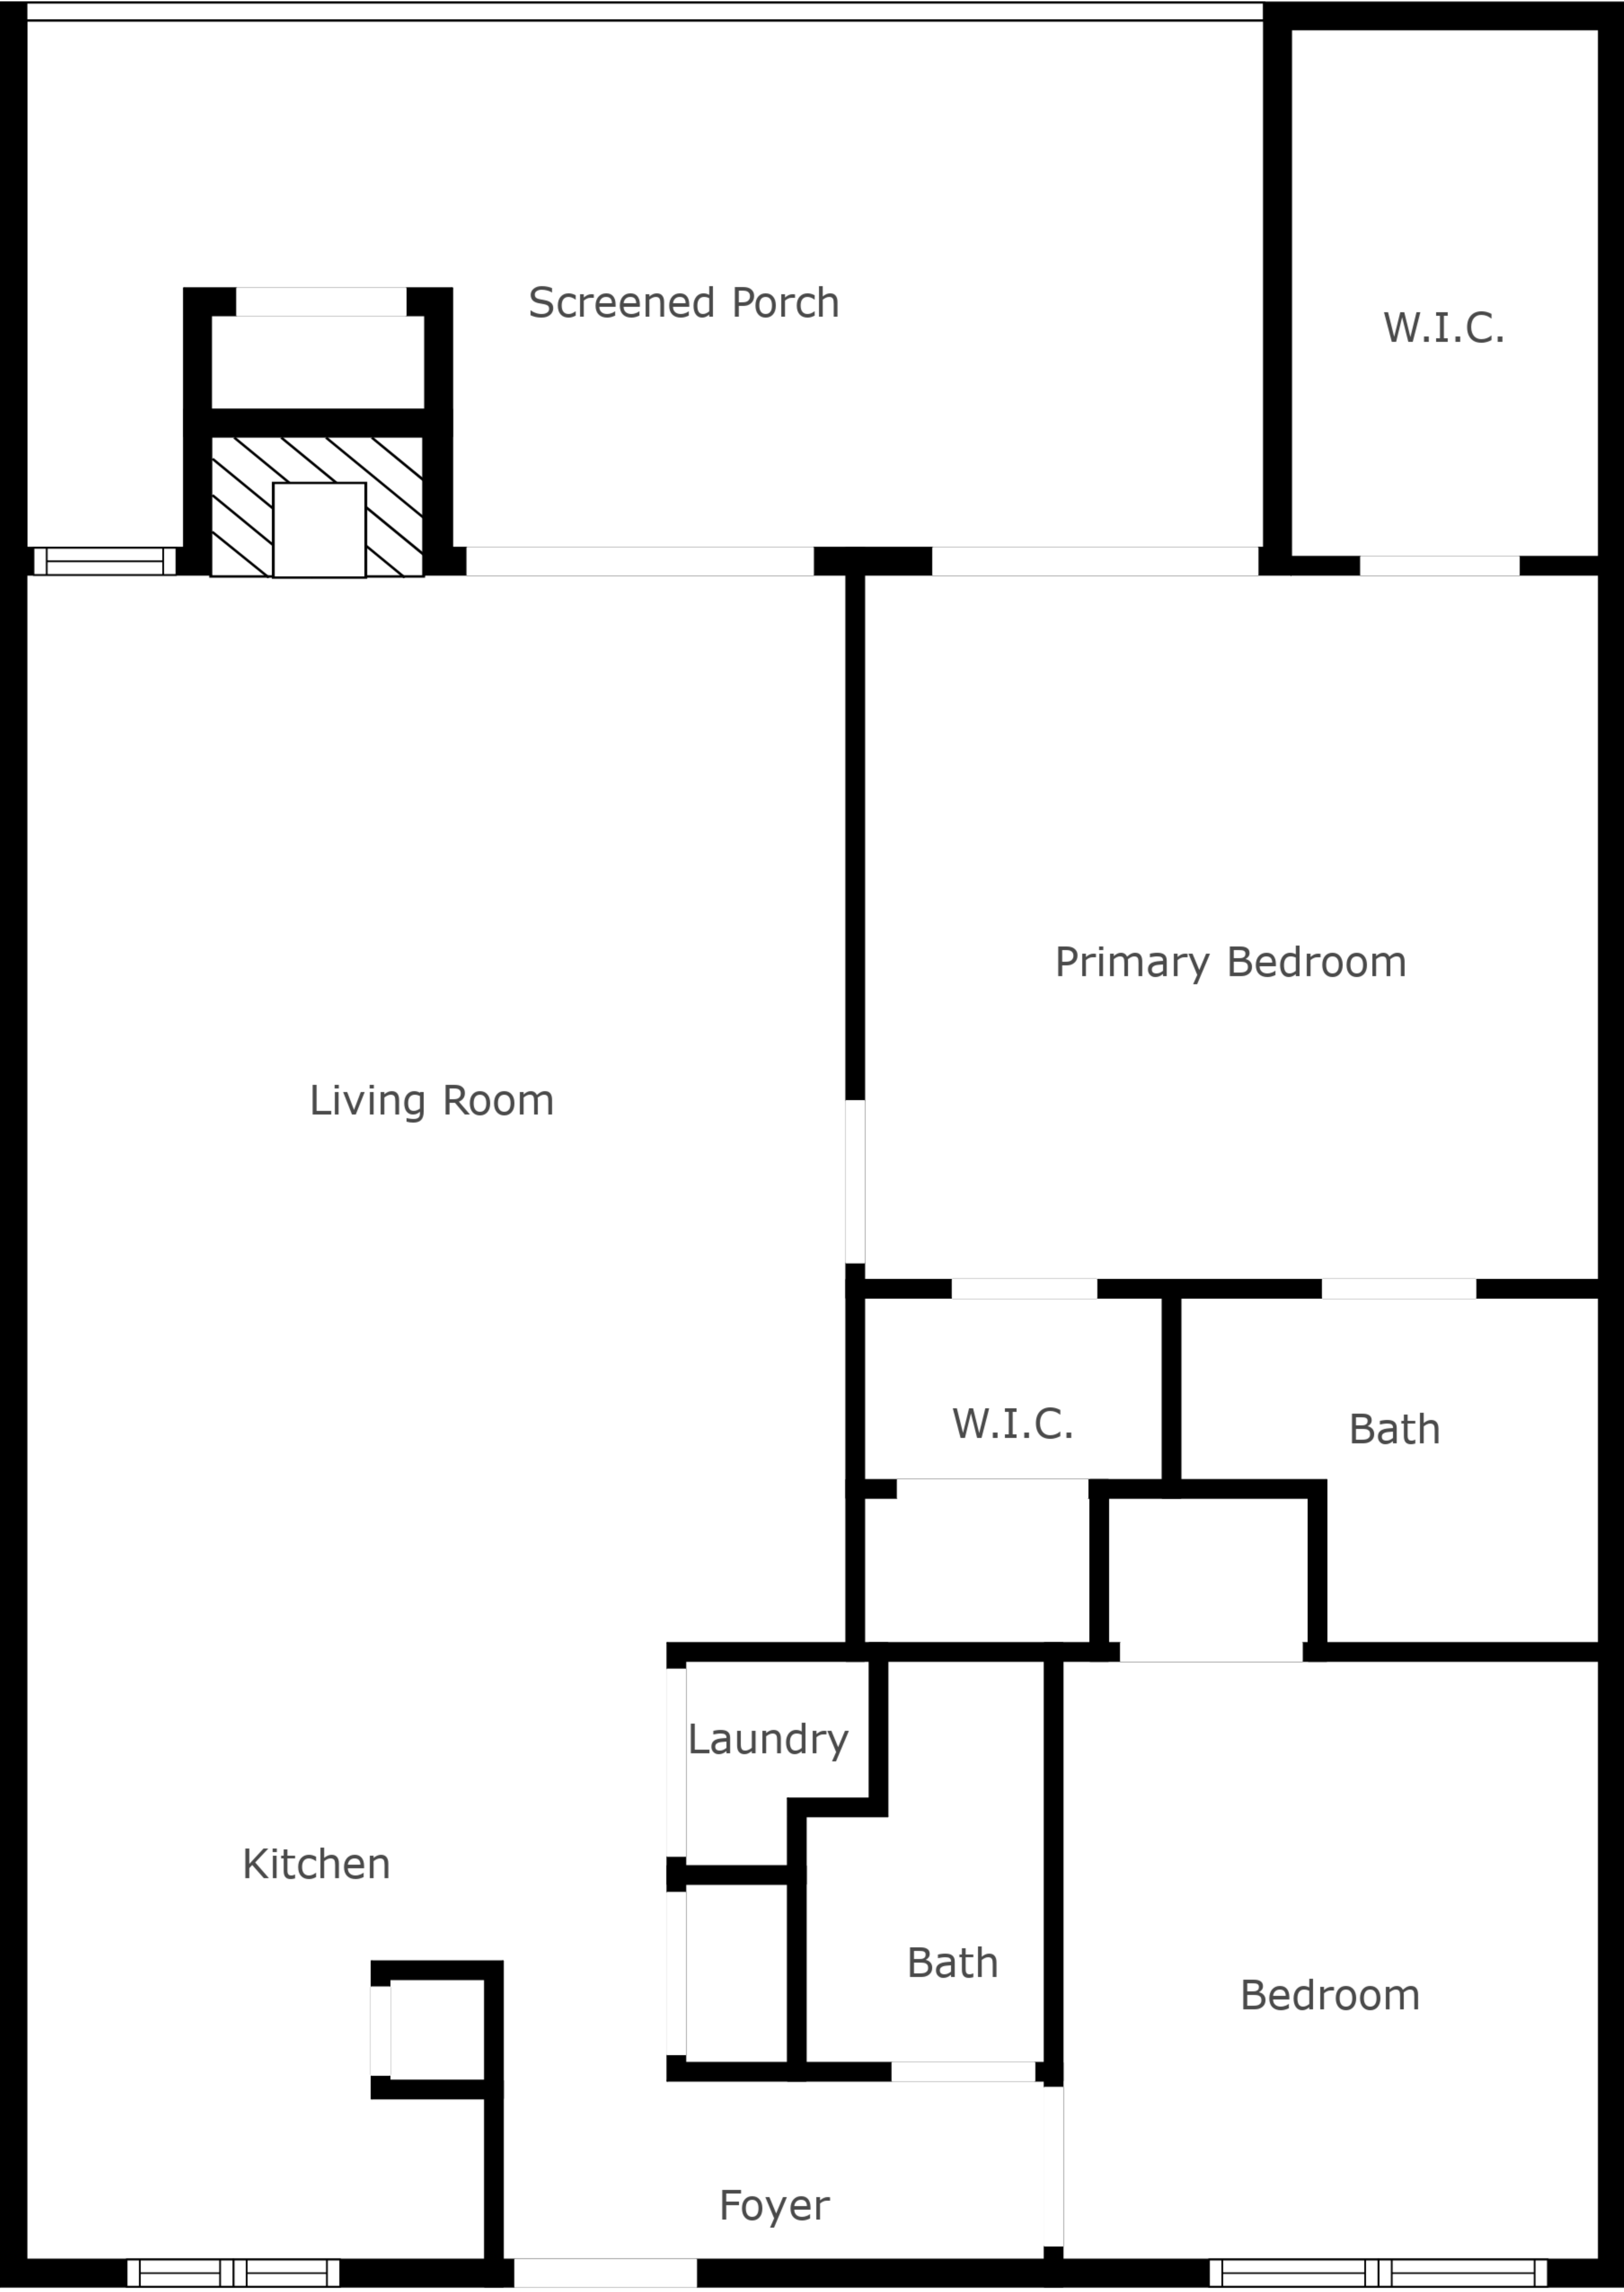 Screened Porch
W.I.C.
Primary Bedroom
Living Room
W.I.C.
Bath
Laundry
Kitchen
Bath
Bedroom
Foyer